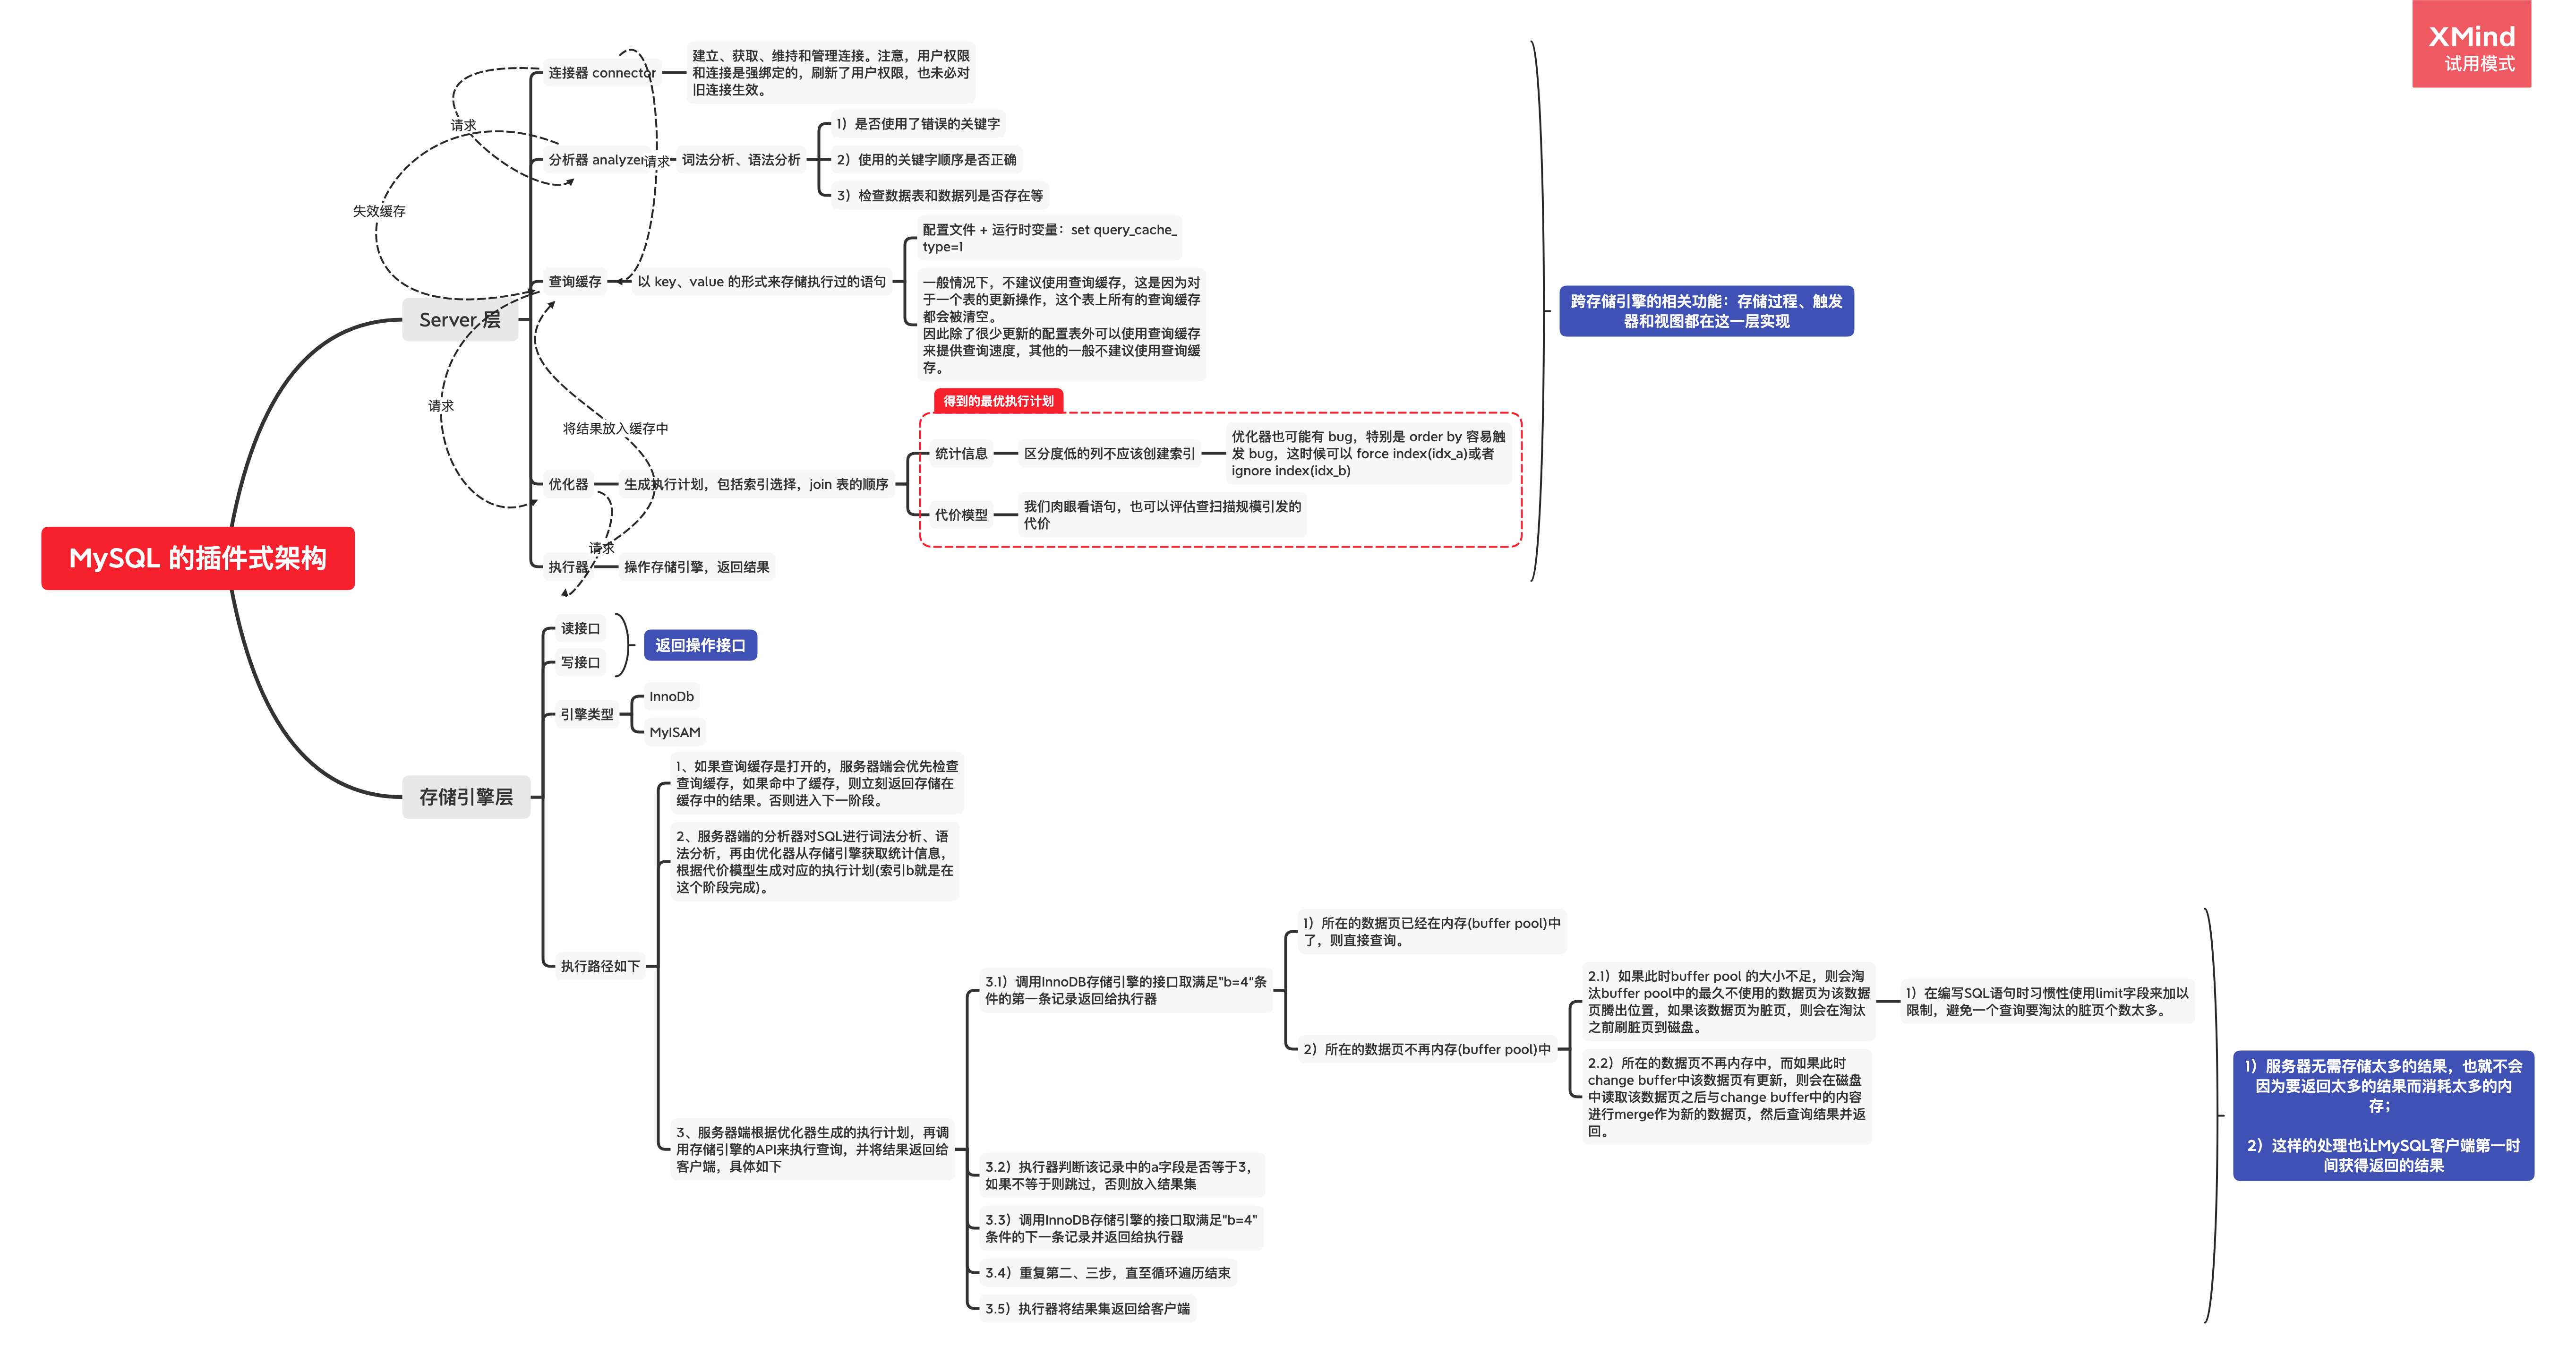 XMind
试用模式
MySQL 的插件式架构
Server 层
连接器 connector
建立、获取、维持和管理连接。注意，用户权限
和连接是强绑定的，刷新了用户权限，也未必对
旧连接生效。
请求
分析器 analyzer
请求
词法分析、语法分析
1）是否使用了错误的关键字
2）使用的关键字顺序是否正确
3）检查数据表和数据列是否存在等
失效缓存
查询缓存
以 key、value 的形式来存储执行过的语句
配置文件 + 运行时变量：set query_cache_
type=1
一般情况下，不建议使用查询缓存，这是因为对
于一个表的更新操作，这个表上所有的查询缓存
都会被清空。
因此除了很少更新的配置表外可以使用查询缓存
来提供查询速度，其他的一般不建议使用查询缓
存。
请求
将结果放入缓存中
优化器
生成执行计划，包括索引选择，join 表的顺序
得到的最优执行计划
统计信息
区分度低的列不应该创建索引
优化器也可能有 bug，特别是 order by 容易触
发 bug，这时候可以 force index(idx_a)或者
ignore index(idx_b)
代价模型
我们肉眼看语句，也可以评估查扫描规模引发的
代价
请求
执行器
操作存储引擎，返回结果
跨存储引擎的相关功能：存储过程、触发
器和视图都在这一层实现
存储引擎层
读接口
写接口
返回操作接口
引擎类型
InnoDb
MyISAM
执行路径如下
1、如果查询缓存是打开的，服务器端会优先检查
查询缓存，如果命中了缓存，则立刻返回存储在
缓存中的结果。否则进入下一阶段。
2、服务器端的分析器对SQL进行词法分析、语
法分析，再由优化器从存储引擎获取统计信息，
根据代价模型生成对应的执行计划(索引b就是在
这个阶段完成)。
3、服务器端根据优化器生成的执行计划，再调
用存储引擎的API来执行查询，并将结果返回给
客户端，具体如下
3.1）调用InnoDB存储引擎的接口取满足"b=4"条
件的第一条记录返回给执行器
1）所在的数据页已经在内存(buffer pool)中
了，则直接查询。
2）所在的数据页不再内存(buffer pool)中
2.1）如果此时buffer pool 的大小不足，则会淘
汰buffer pool中的最久不使用的数据页为该数据
页腾出位置，如果该数据页为脏页，则会在淘汰
之前刷脏页到磁盘。
1）在编写SQL语句时习惯性使用limit字段来加以
限制，避免一个查询要淘汰的脏页个数太多。
2.2）所在的数据页不再内存中，而如果此时
change buffer中该数据页有更新，则会在磁盘
中读取该数据页之后与change buffer中的内容
进行merge作为新的数据页，然后查询结果并返
回。
3.2）执行器判断该记录中的a字段是否等于3，
如果不等于则跳过，否则放入结果集
3.3）调用InnoDB存储引擎的接口取满足"b=4"
条件的下一条记录并返回给执行器
3.4）重复第二、三步，直至循环遍历结束
3.5）执行器将结果集返回给客户端
1）服务器无需存储太多的结果，也就不会
因为要返回太多的结果而消耗太多的内
存；
2）这样的处理也让MySQL客户端第一时
间获得返回的结果